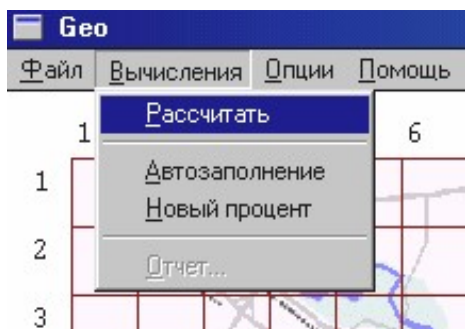 Geo
Файл Вычисления Опции Помощь
Рассчитать
1 6
Автозаполнение
1
Новый процент
2
Отчет...
3